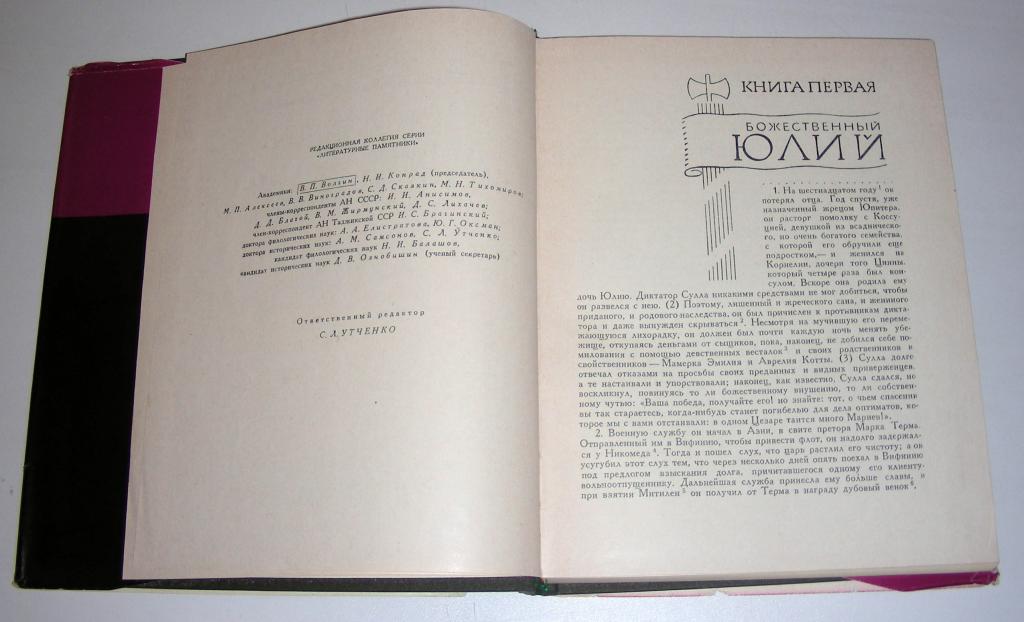 РЕДАКЦИОННАЯ КОЛЛЕГИЯ СЕРИИ
«ЛИТЕРАТУРНЫЕ ПАМЯТНИКИ»
Академики: В. П. Волгин, Н. И. Конрад (председатель),
М. П. Алексеев, В. В. Виноградов, С. Д. Сказкин, М. Н. Тихомиров;
члены-корреспонденты АН СССР: И. И. Анисимов,
Д. Д. Благой, В. М. Жирмунский, Д. С. Лихачев;
член-корреспондент АН Таджикской ССР И. С. Брагинский;
доктора филологических наук: А. А. Елистратова, Ю. Г. Оксман;
доктора исторических наук: А. М. Самсонов, С. Л. Утченко;
кандидат филологических наук Н. И. Балашов,
кандидат исторических наук Д. В. Ознобишин (ученый секретарь)
Ответственный редактор
С. Л. УТЧЕНКО
КНИГА ПЕРВАЯ
БОЖЕСТВЕННЫЙ
ЮЛИЙ
1. На шестнадцатом году1 он
потерял отца. Год спустя, уже
назначенный жрецом Юпитера,
он расторг помолвку с Коссу-
цией, девушкой из всадническо-
го, но очень богатого семейства,
с которой его обручили еще
подростком,— и женился на
Корнелии, дочери того Цинны,
который четыре раза был кон-
сулом. Вскоре она родила ему
дочь Юлию. Диктатор Сулла никакими средствами не мог добиться, чтобы
он развелся с нею. (2) Поэтому, лишенный и жреческого сана, и жениного
приданого, и родового наследства, он был причислен к противникам дикта-
тора и даже вынужден скрываться2. Несмотря на мучившую его переме-
жающуюся лихорадку, он должен был почти каждую ночь менять убе-
жище, откупаясь деньгами от сыщиков, пока, наконец, не добился себе по-
милования с помощью девственных весталок3 и своих родственников и
свойственников — Мамерка Эмилия и Аврелия Котты. (3) Сулла долго
отвечал отказами на просьбы своих преданных и видных приверженцев,
а те настаивали и упорствовали; наконец, как известно, Сулла сдался, но
воскликнул, повинуясь то ли божественному внушению, то ли собствен-
ному чутью: «Ваша победа, получайте его! но знайте: тот, о чьем спасении
вы так стараетесь, когда-нибудь станет погибелью для дела оптиматов, ко-
торое мы с вами отстаивали: в одном Цезаре таится много Мариев!».
2. Военную службу он начал в Азии, в свите претора Марка Терма.
Отправленный им в Вифинию, чтобы привести флот, он надолго задержал-
ся у Никомеда4. Тогда и пошел слух, что царь растлил его чистоту; а он
усугубил этот слух тем, что через несколько дней опять поехал в Вифинию
под предлогом взыскания долга, причитавшегося одному его клиенту-
вольноотпущеннику. Дальнейшая служба принесла ему больше славы, и
при взятии Митилен5 он получил от Терма в награду дубовый венок6.